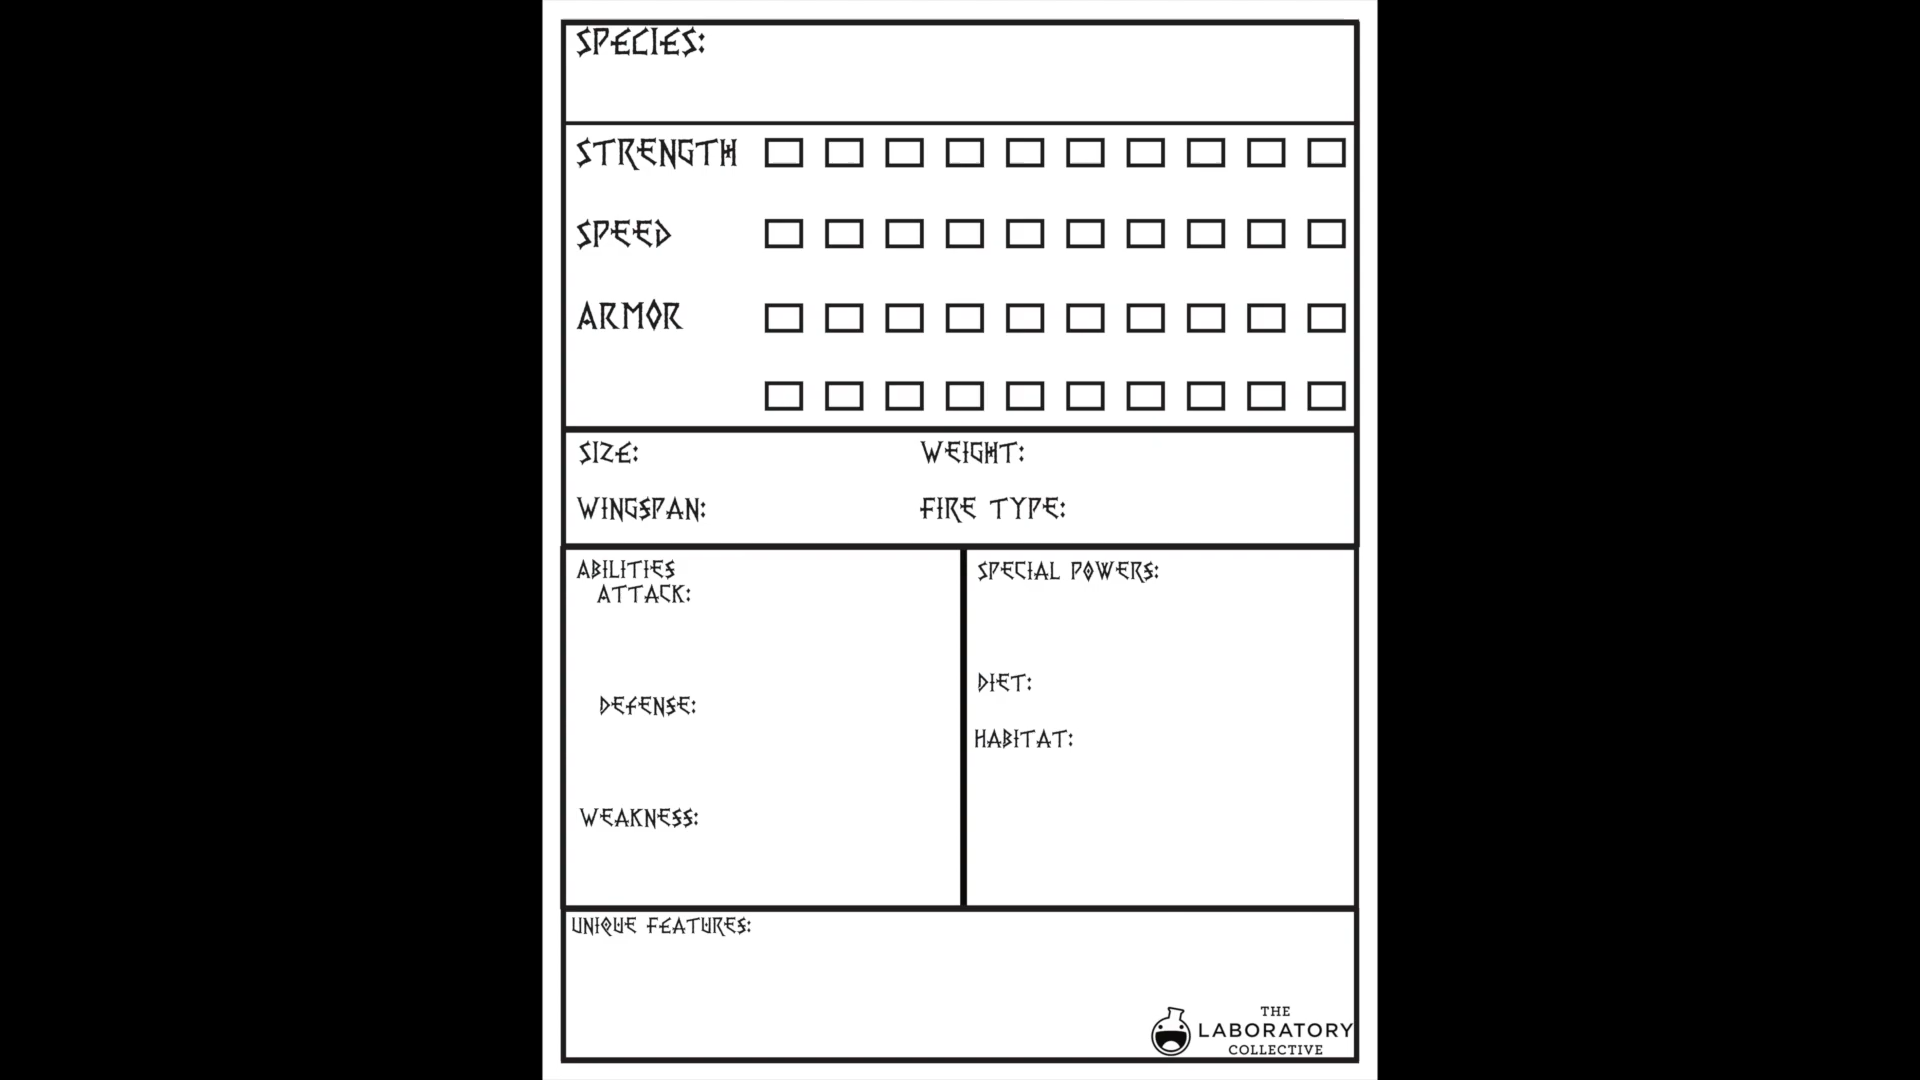 SPECIES:
STRENGTH
SPEED
ARMOR
SIZE: WEIGHT:
WINGSPAN: FIRE TYPE:
ABILITIES
ATTACK:
DEFENSE:
WEAKNESS:
SPECIAL POWERS:
DIET:
HABITAT:
UNIQUE FEATURES:
THE
LABORATORY
COLLECTIVE